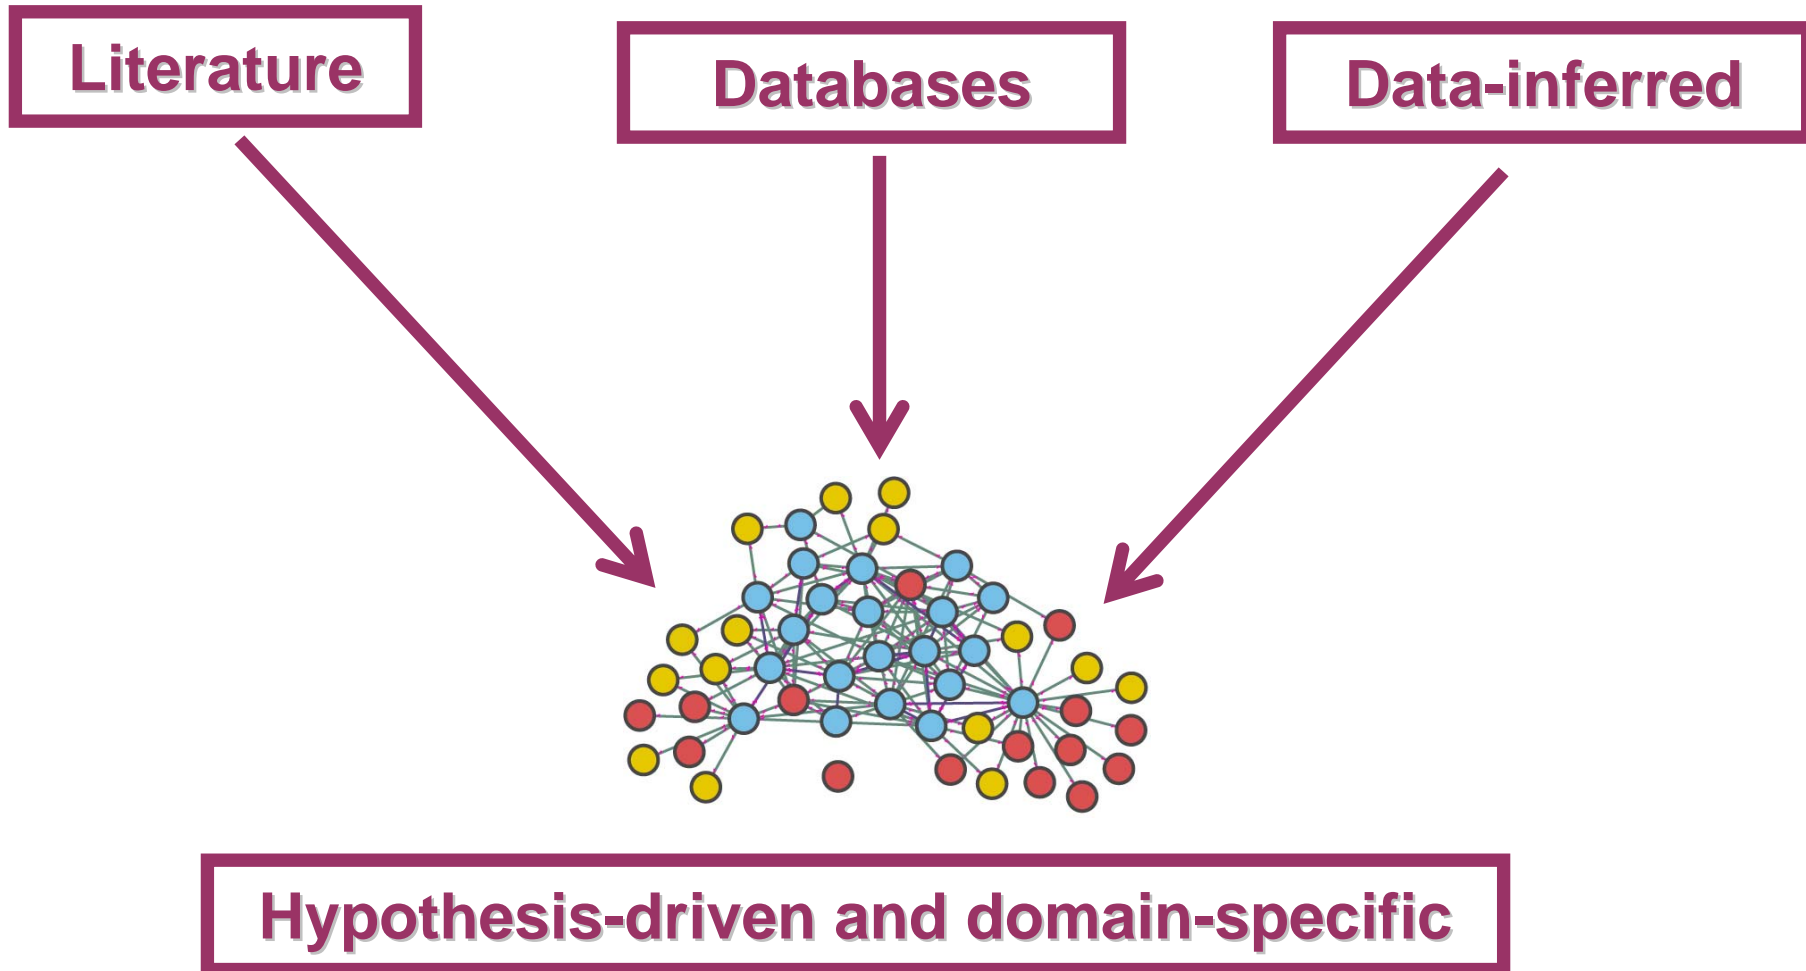 Literature
Databases
Data-inferred
Hypothesis-driven and domain-specific